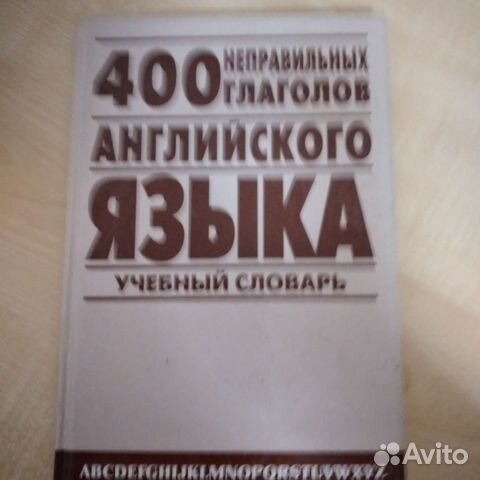 400 НЕПРАВИЛЬНЫХ
ГЛАГОЛОВ
АНГЛИЙСКОГО
ЯЗЫКА
УЧЕБНЫЙ СЛОВАРЬ
ABCDEFGHIJKLMNOPQRSTUVWXYZ
Avito